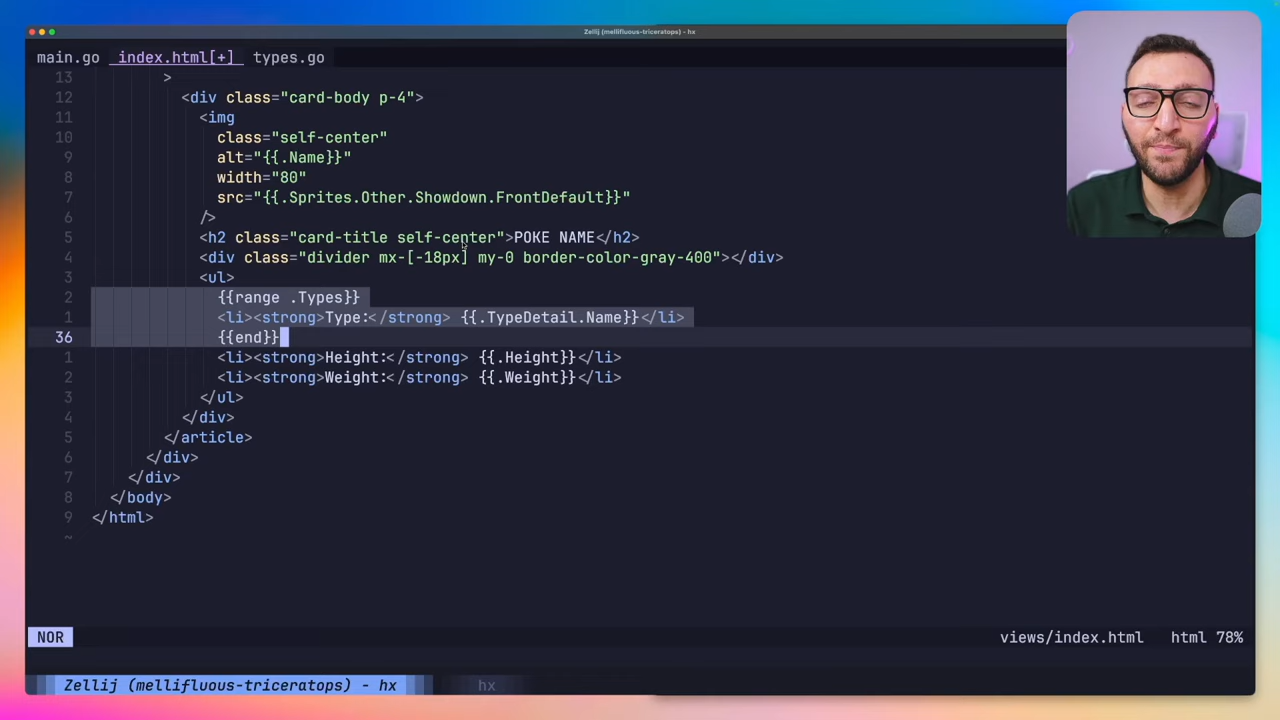 Zellij (mellifluous-triceratops) - hx
main.go index.html[+] types.go
13 >
12 <div class="card-body p-4">
11 <img
10 class="self-center"
9 alt="{{.Name}}"
8 width="80"
7 src="{{.Sprites.Other.Showdown.FrontDefault}}"
6 />
5 <h2 class="card-title self-center">POKE NAME</h2>
4 <div class="divider mx-[-18px] my-0 border-color-gray-400"></div>
3 <ul>
2 {{range .Types}}
1 <li><strong>Type:</strong> {{.TypeDetail.Name}}</li>
36 {{end}}
1 <li><strong>Height:</strong> {{.Height}}</li>
2 <li><strong>Weight:</strong> {{.Weight}}</li>
3 </ul>
4 </div>
5 </article>
6 </div>
7 </div>
8 </body>
9 </html>
~
NOR views/index.html html 78%
Zellij (mellifluous-triceratops) - hx hx